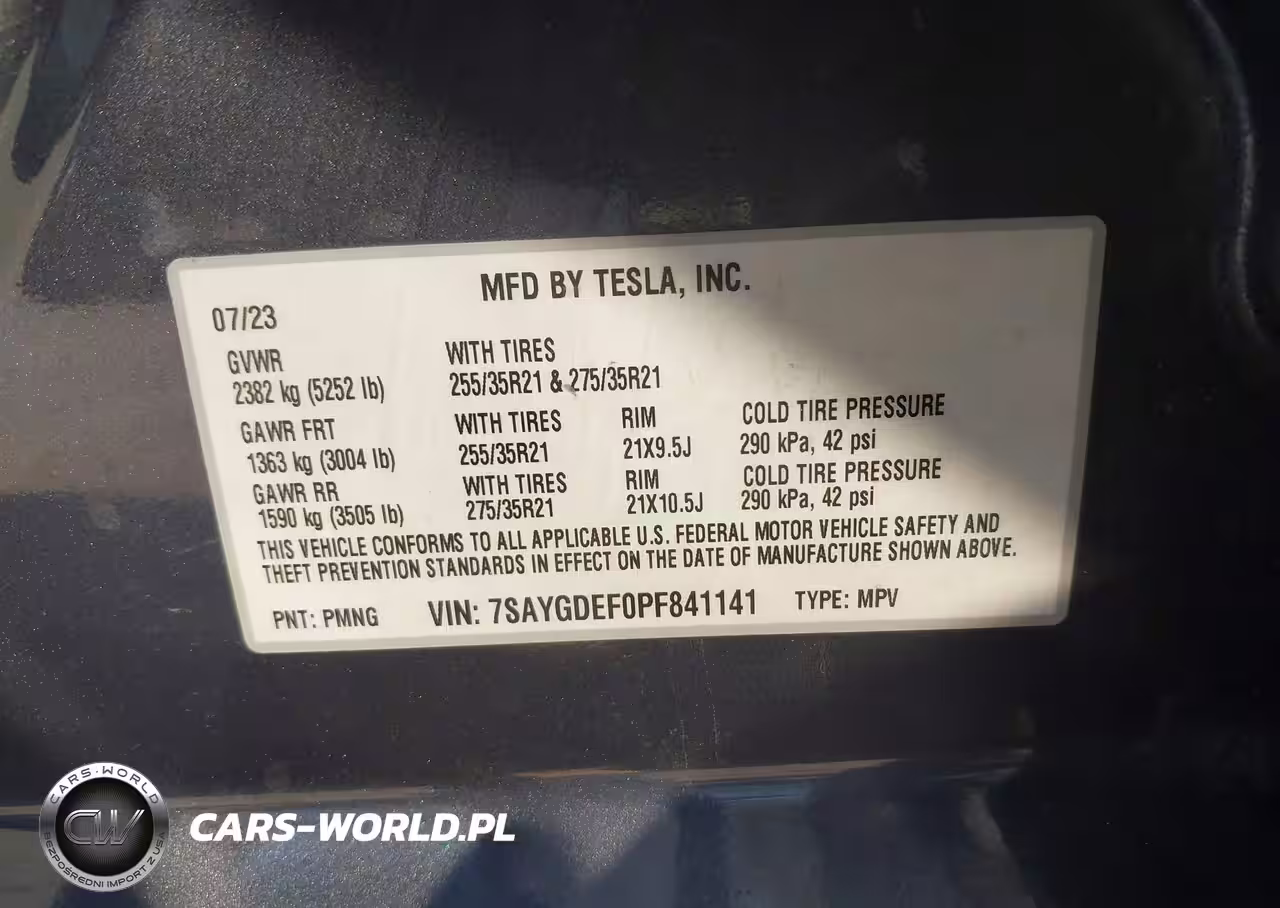 MFD BY TESLA, INC.
07/23
GVWR WITH TIRES
2382 kg (5252 lb) 255/35R21 & 275/35R21
GAWR FRT WITH TIRES RIM COLD TIRE PRESSURE
1363 kg (3004 lb) 255/35R21 21X9.5J 290 kPa, 42 psi
GAWR RR WITH TIRES RIM COLD TIRE PRESSURE
1590 kg (3505 lb) 275/35R21 21X10.5J 290 kPa, 42 psi
THIS VEHICLE CONFORMS TO ALL APPLICABLE U.S. FEDERAL MOTOR VEHICLE SAFETY AND
THEFT PREVENTION STANDARDS IN EFFECT ON THE DATE OF MANUFACTURE SHOWN ABOVE.
PNT: PMNG VIN: 7SAYGDEF0PF841141 TYPE: MPV
CARS-WORLD
CW
BEZPOŚREDNI IMPORT Z USA
CARS-WORLD.PL